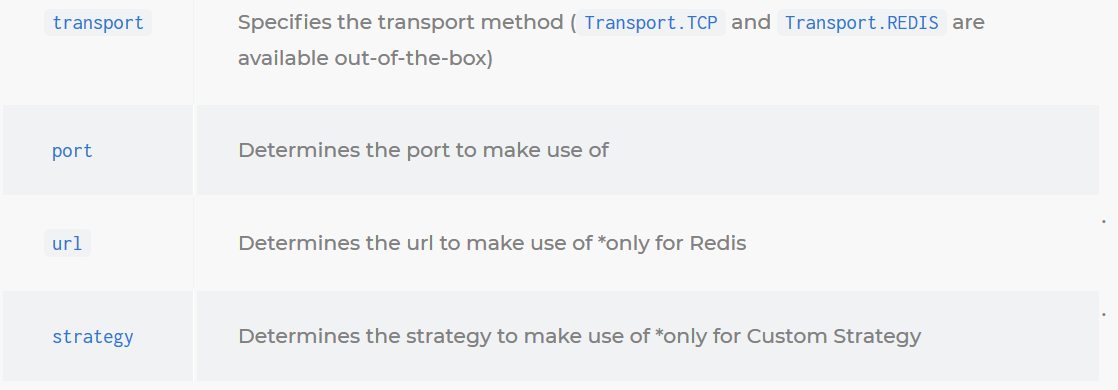 transport Specifies the transport method ( Transport.TCP and Transport.REDIS are
available out-of-the-box)
port Determines the port to make use of
url Determines the url to make use of *only for Redis
strategy Determines the strategy to make use of *only for Custom Strategy